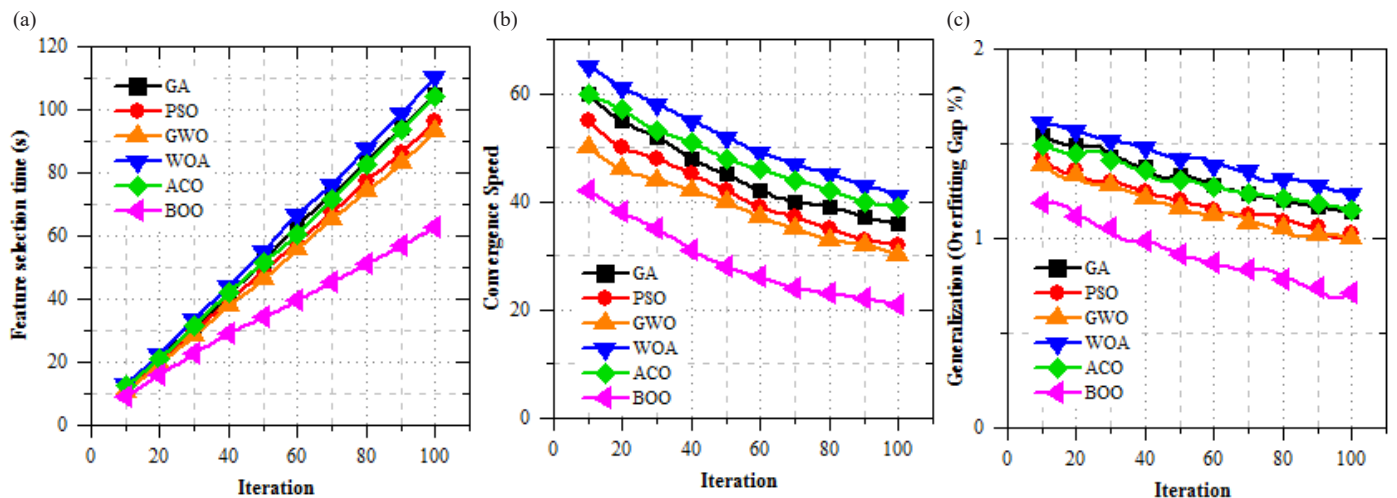 (a)
120
100
80
60
40
20
0
Feature selection time (s)
GA
PSO
GWO
WOA
ACO
BOO
0 20 40 60 80 100
Iteration
(b)
60
40
20
0
Convergence Speed
GA
PSO
GWO
WOA
ACO
BOO
0 20 40 60 80 100
Iteration
(c)
2
1
0
Generalization (Overfitting Gap %)
GA
PSO
GWO
WOA
ACO
BOO
0 20 40 60 80 100
Iteration